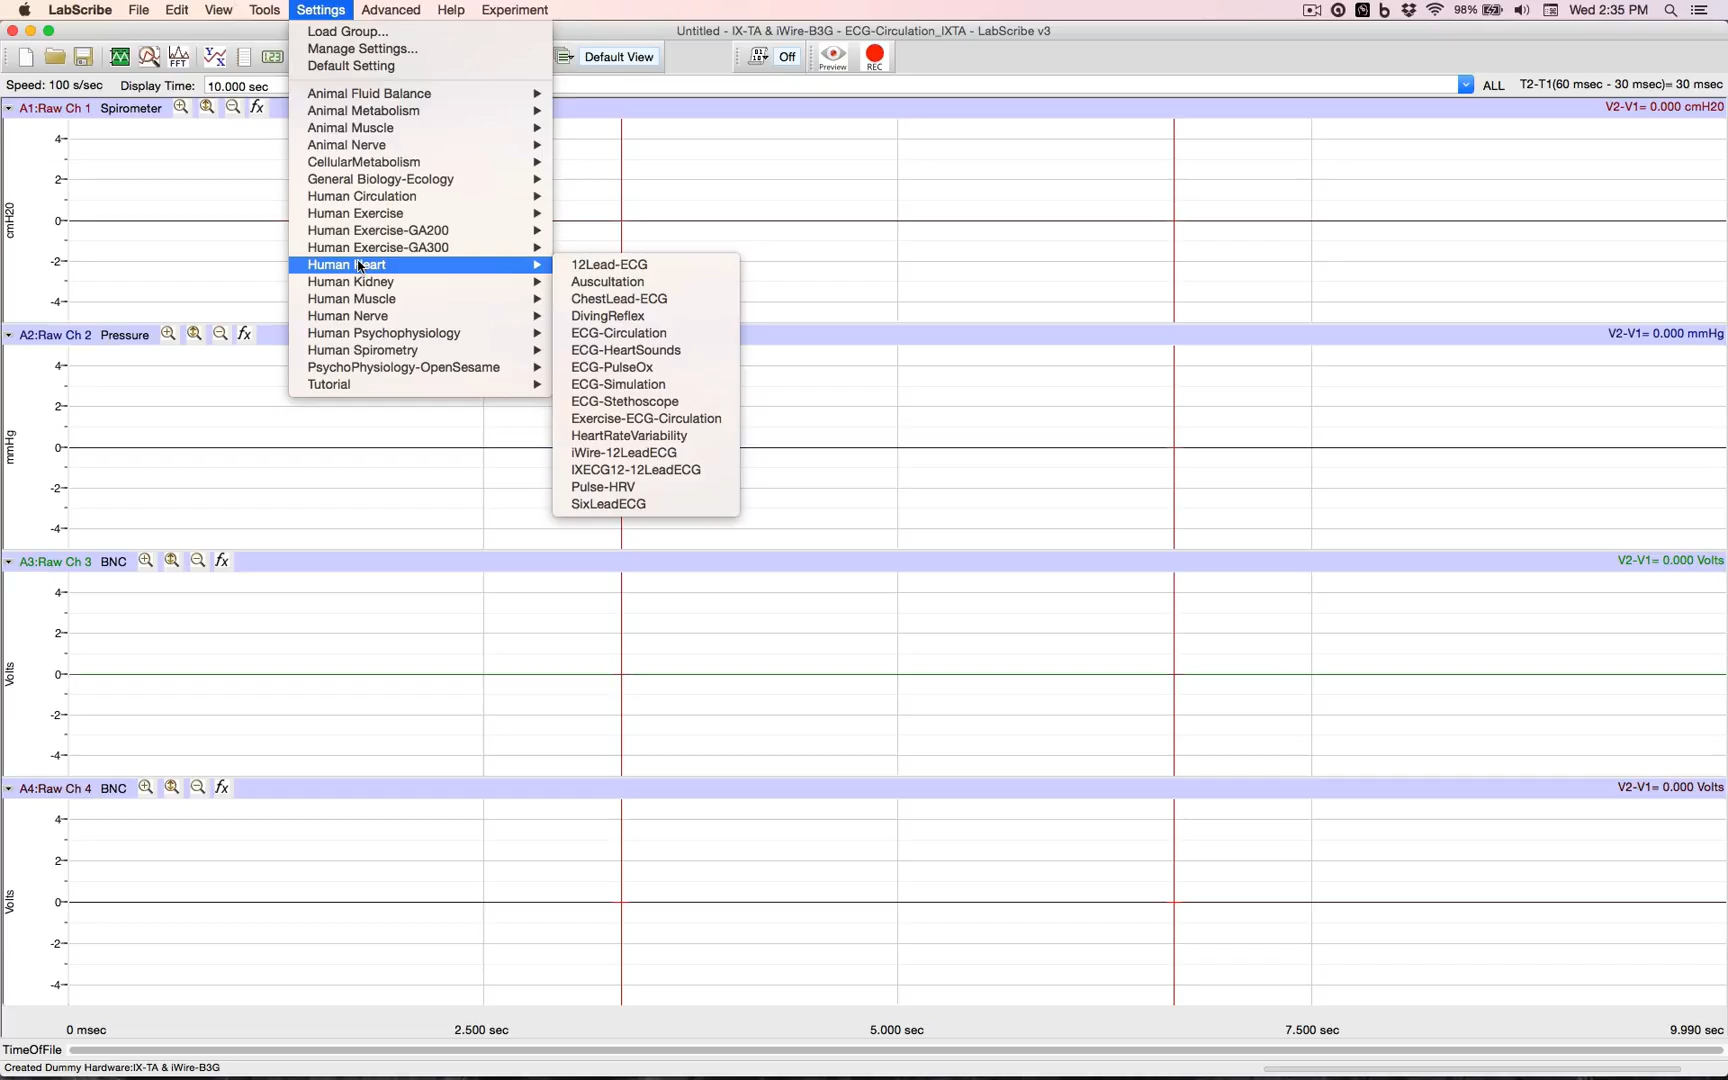 LabScribe File Edit View Tools Settings Advanced Help Experiment 98% Wed 2:35 PM
Untitled - IX-TA & iWire-B3G - ECG-Circulation_IXTA - LabScribe v3
FFT Y/X 123 Default View Off Preview REC
Speed: 100 s/sec Display Time: 10.000 sec ALL T2-T1(60 msec - 30 msec)= 30 msec
Load Group...
Manage Settings...
Default Setting
Animal Fluid Balance
Animal Metabolism
Animal Muscle
Animal Nerve
CellularMetabolism
General Biology-Ecology
Human Circulation
Human Exercise
Human Exercise-GA200
Human Exercise-GA300
Human Heart
Human Kidney
Human Muscle
Human Nerve
Human Psychophysiology
Human Spirometry
PsychoPhysiology-OpenSesame
Tutorial
12Lead-ECG
Auscultation
ChestLead-ECG
DivingReflex
ECG-Circulation
ECG-HeartSounds
ECG-PulseOx
ECG-Simulation
ECG-Stethoscope
Exercise-ECG-Circulation
HeartRateVariability
iWire-12LeadECG
IXECG12-12LeadECG
Pulse-HRV
SixLeadECG
A1:Raw Ch 1 Spirometer fx V2-V1= 0.000 cmH20
4
2
0
-2
-4
cmH20
A2:Raw Ch 2 Pressure fx V2-V1= 0.000 mmHg
4
2
0
-2
-4
mmHg
A3:Raw Ch 3 BNC fx V2-V1= 0.000 Volts
4
2
0
-2
-4
Volts
A4:Raw Ch 4 BNC fx V2-V1= 0.000 Volts
4
2
0
-2
-4
Volts
0 msec 2.500 sec 5.000 sec 7.500 sec 9.990 sec
TimeOfFile
Created Dummy Hardware:IX-TA & iWire-B3G